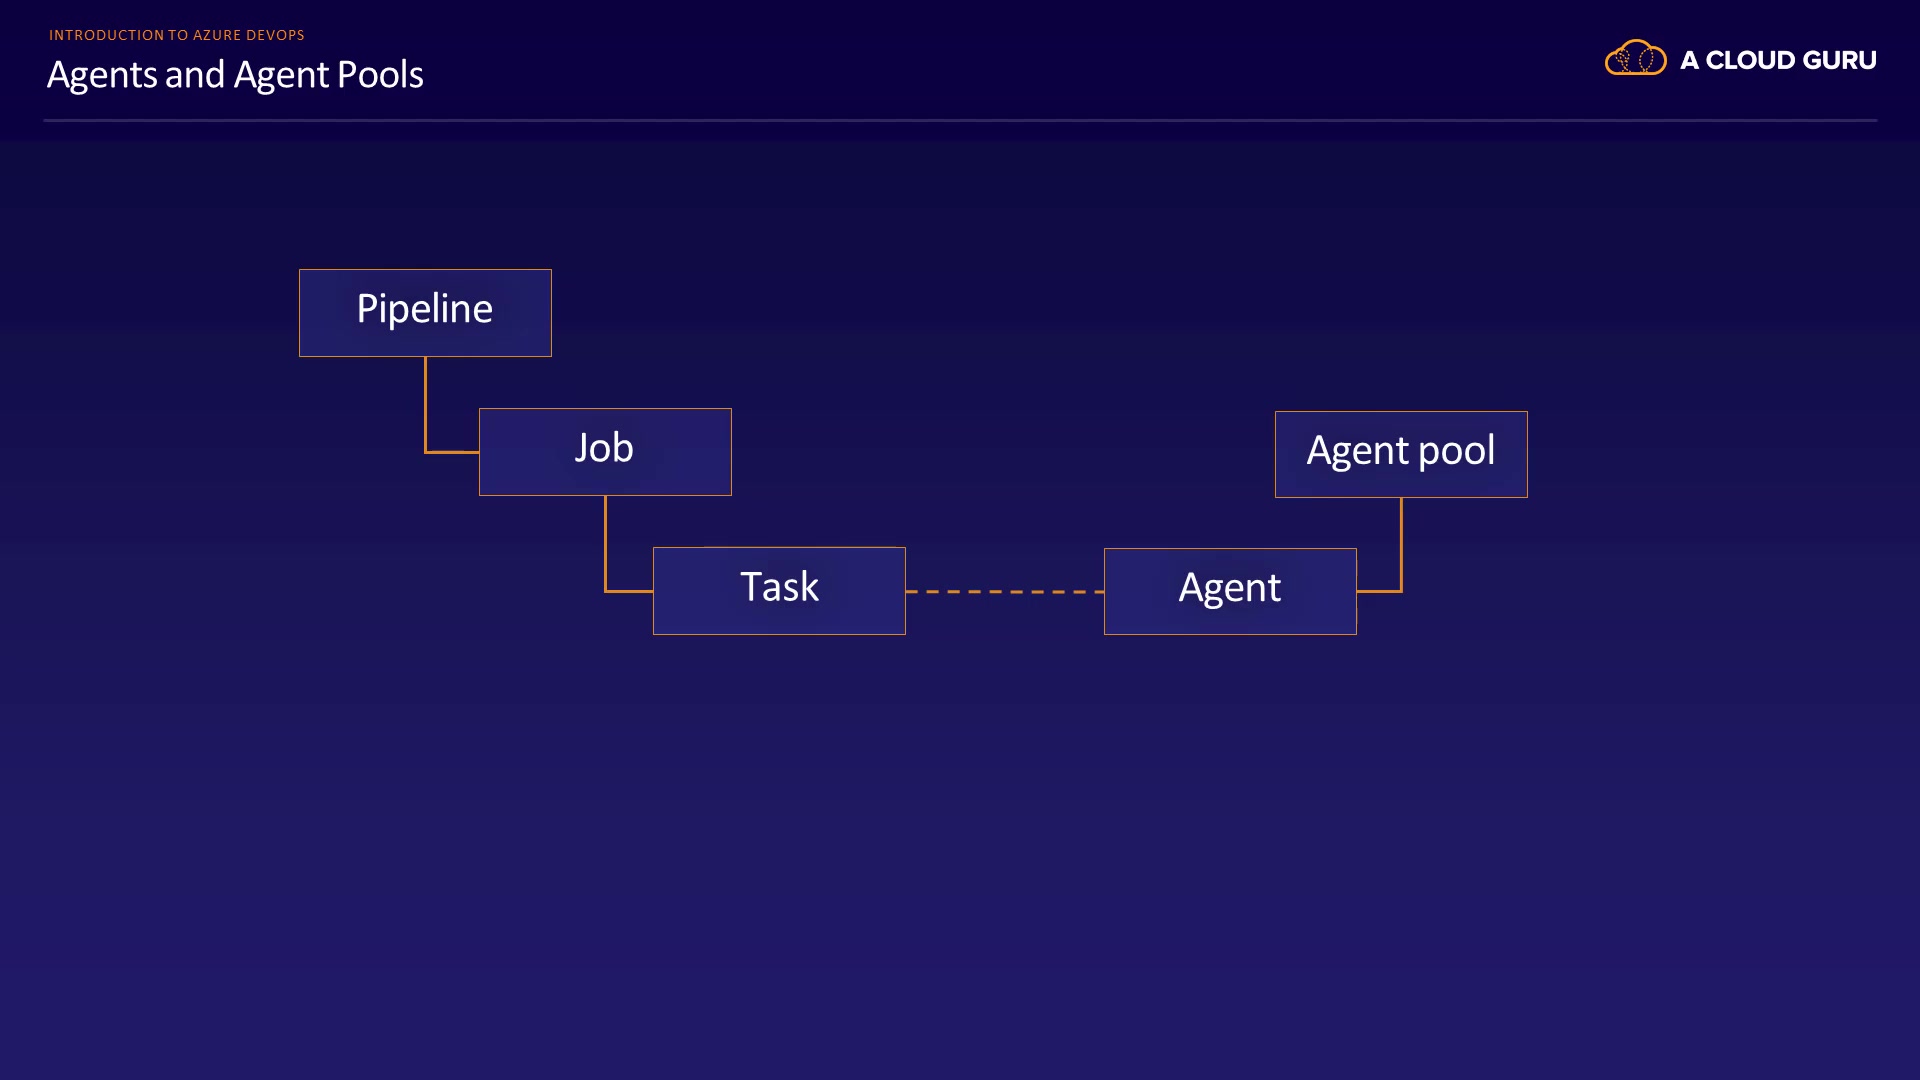 INTRODUCTION TO AZURE DEVOPS
Agents and Agent Pools
A CLOUD GURU
Pipeline
Job
Agent pool
Task
Agent